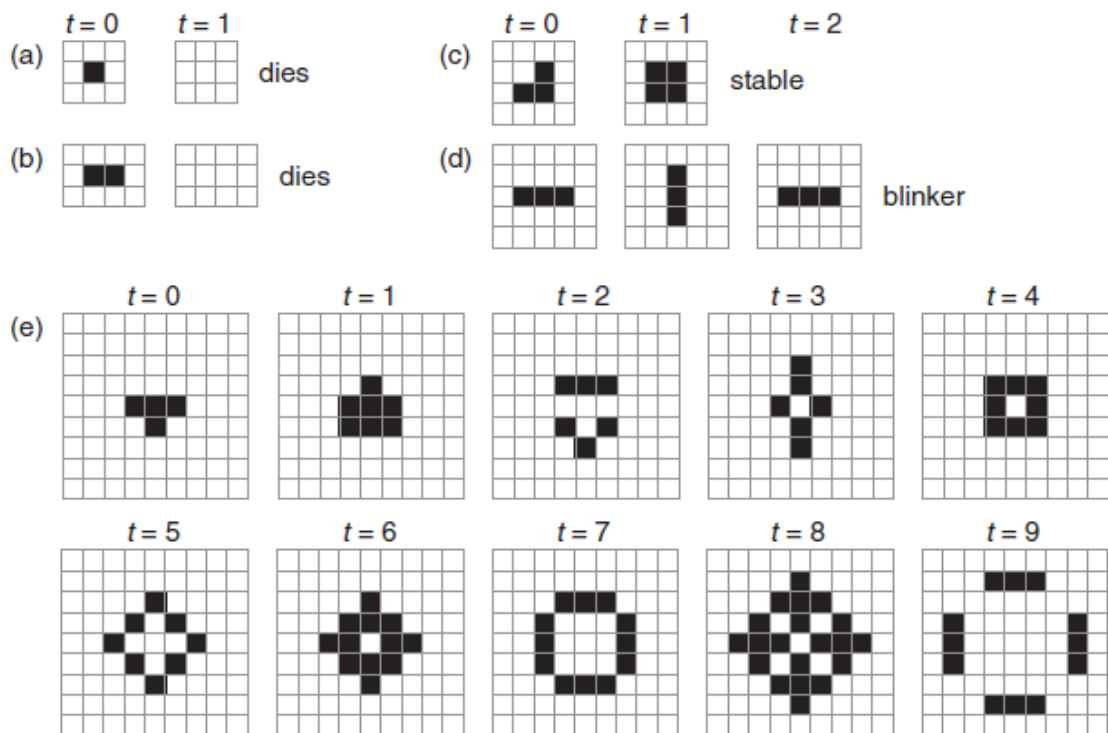 t = 0 t = 1
(a) dies
(b) dies
t = 0 t = 1 t = 2
(c) stable
(d) blinker
t = 0 t = 1 t = 2 t = 3 t = 4
(e)
t = 5 t = 6 t = 7 t = 8 t = 9